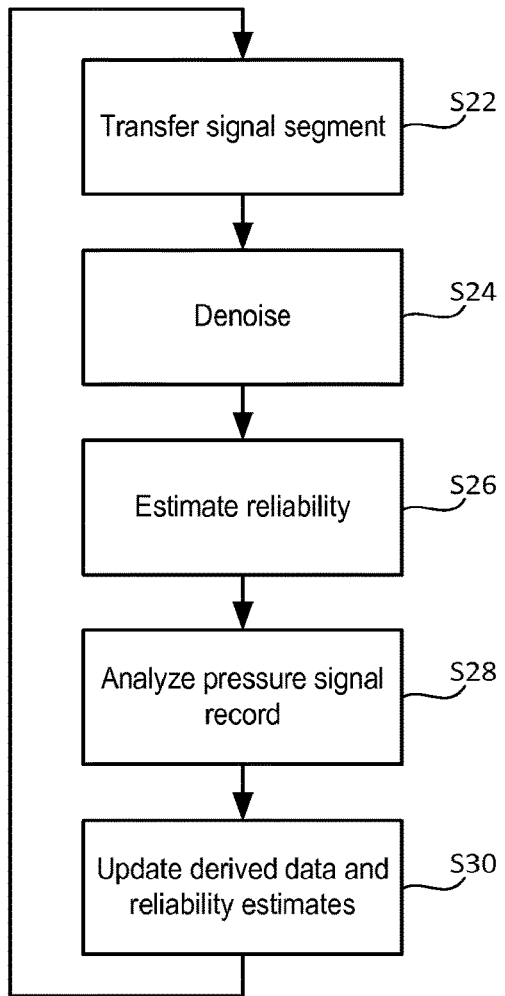 Transfer signal segment
S22
Denoise
S24
Estimate reliability
S26
Analyze pressure signal
record
S28
Update derived data and
reliability estimates
S30